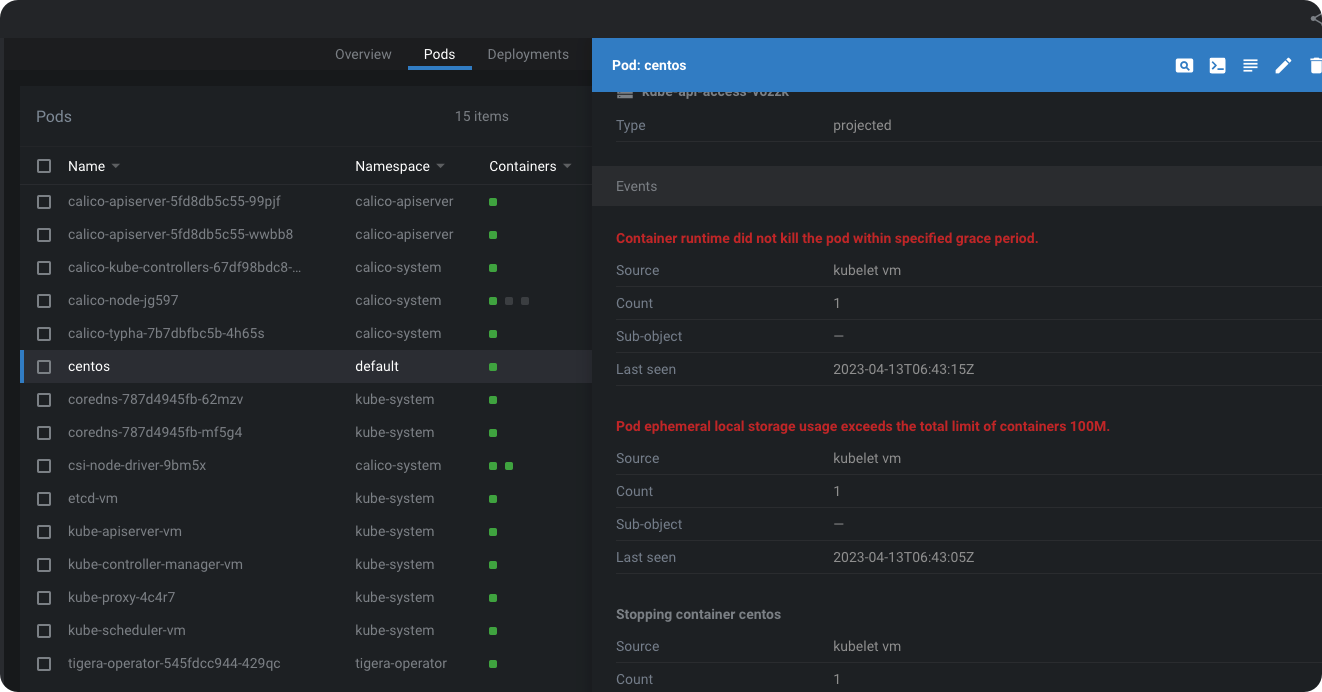 Overview Pods Deployments
Pods 15 items
Name Namespace Containers
calico-apiserver-5fd8db5c55-99pjf calico-apiserver
calico-apiserver-5fd8db5c55-wwbb8 calico-apiserver
calico-kube-controllers-67df98bdc8-... calico-system
calico-node-jg597 calico-system
calico-typha-7b7dbfbc5b-4h65s calico-system
centos default
coredns-787d4945fb-62mzv kube-system
coredns-787d4945fb-mf5g4 kube-system
csi-node-driver-9bm5x calico-system
etcd-vm kube-system
kube-apiserver-vm kube-system
kube-controller-manager-vm kube-system
kube-proxy-4c4r7 kube-system
kube-scheduler-vm kube-system
tigera-operator-545fdcc944-429qc tigera-operator
Pod: centos
Type projected
Events
Container runtime did not kill the pod within specified grace period.
Source kubelet vm
Count 1
Sub-object —
Last seen 2023-04-13T06:43:15Z
Pod ephemeral local storage usage exceeds the total limit of containers 100M.
Source kubelet vm
Count 1
Sub-object —
Last seen 2023-04-13T06:43:05Z
Stopping container centos
Source kubelet vm
Count 1